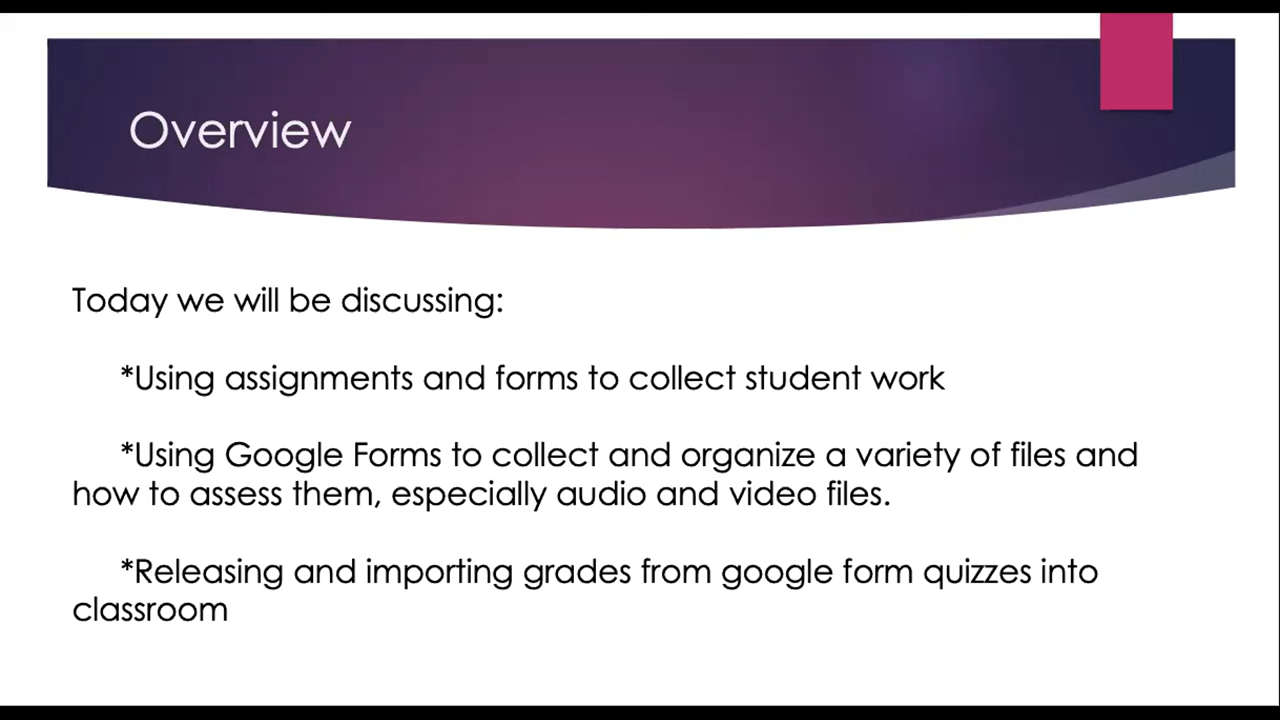 Overview
Today we will be discussing:
*Using assignments and forms to collect student work
*Using Google Forms to collect and organize a variety of files and
how to assess them, especially audio and video files.
*Releasing and importing grades from google form quizzes into
classroom